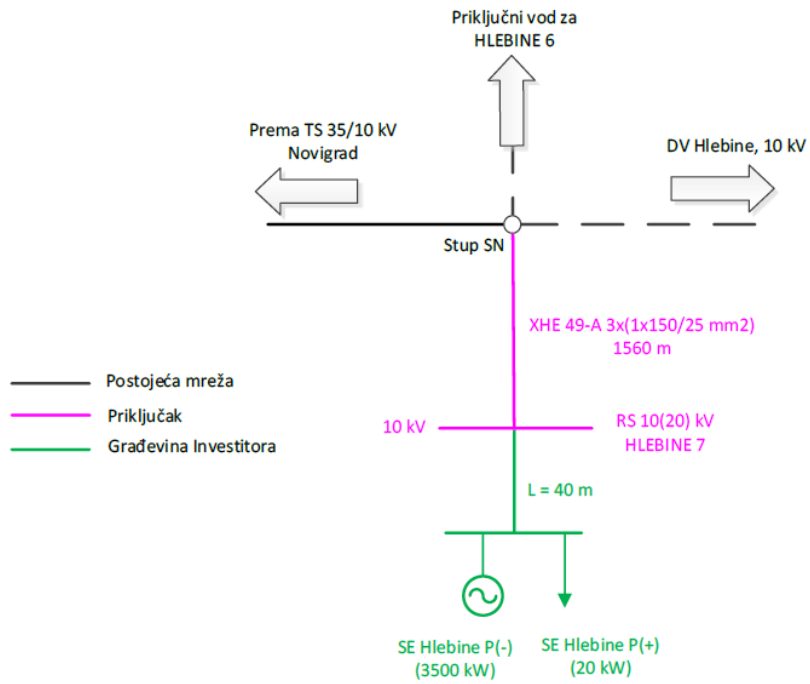 Priključni vod za
HLEBINE 6
Prema TS 35/10 kV
Novigrad
DV Hlebine, 10 kV
Stup SN
XHE 49-A 3x(1x150/25 mm2)
1560 m
Postojeća mreža
Priključak
Građevina Investitora
10 kV
RS 10(20) kV
HLEBINE 7
L = 40 m
SE Hlebine P(-)
(3500 kW)
SE Hlebine P(+)
(20 kW)